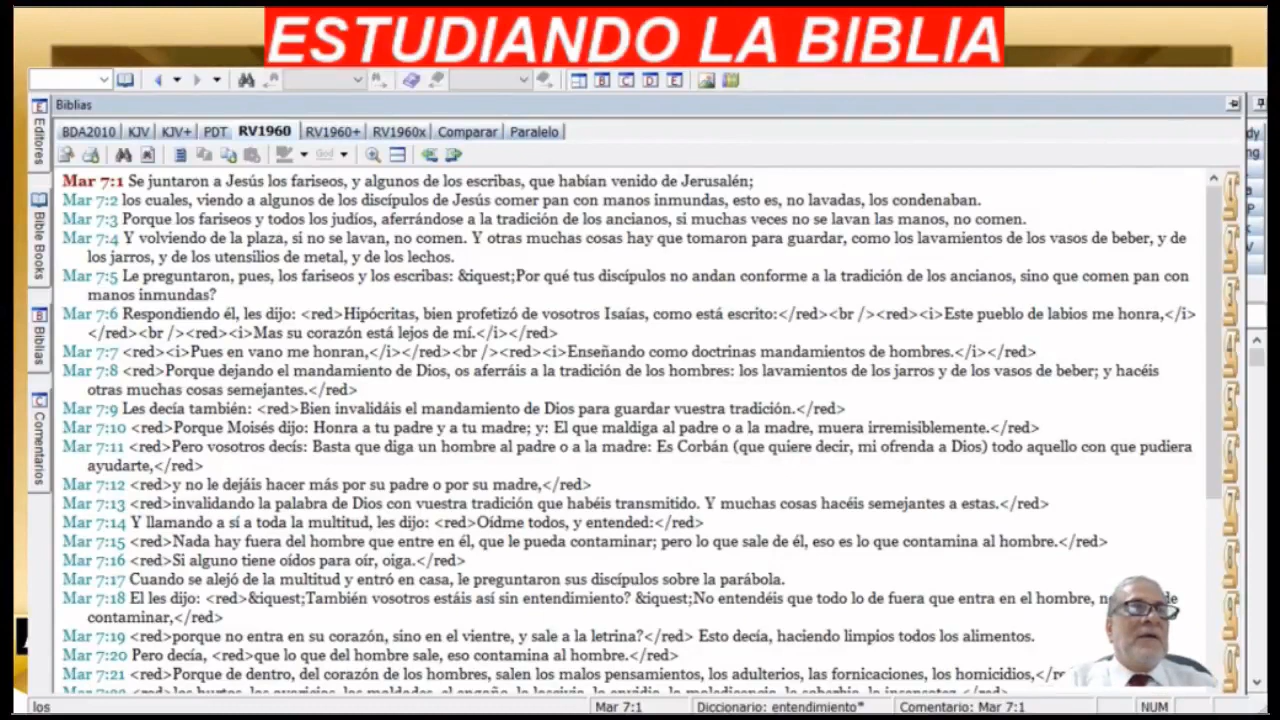 ESTUDIANDO LA BIBLIA
Biblias
BDA2010 KJV KJV+ PDT RV1960 RV1960+ RV1960x Comparar Paralelo
Editores
Bible Books
Biblias
Comentarios
Mar 7:1 Se juntaron a Jesús los fariseos, y algunos de los escribas, que habían venido de Jerusalén;
Mar 7:2 los cuales, viendo a algunos de los discípulos de Jesús comer pan con manos inmundas, esto es, no lavadas, los condenaban.
Mar 7:3 Porque los fariseos y todos los judíos, aferrándose a la tradición de los ancianos, si muchas veces no se lavan las manos, no comen.
Mar 7:4 Y volviendo de la plaza, si no se lavan, no comen. Y otras muchas cosas hay que tomaron para guardar, como los lavamientos de los vasos de beber, y de
los jarros, y de los utensilios de metal, y de los lechos.
Mar 7:5 Le preguntaron, pues, los fariseos y los escribas: &iquest;Por qué tus discípulos no andan conforme a la tradición de los ancianos, sino que comen pan con
manos inmundas?
Mar 7:6 Respondiendo él, les dijo: <red>Hipócritas, bien profetizó de vosotros Isaías, como está escrito:</red><br /><red><i>Este pueblo de labios me honra,</i>
</red><br /><red><i>Mas su corazón está lejos de mí.</i></red>
Mar 7:7 <red><i>Pues en vano me honran,</i></red><br /><red><i>Enseñando como doctrinas mandamientos de hombres.</i></red>
Mar 7:8 <red>Porque dejando el mandamiento de Dios, os aferráis a la tradición de los hombres: los lavamientos de los jarros y de los vasos de beber; y hacéis
otras muchas cosas semejantes.</red>
Mar 7:9 Les decía también: <red>Bien invalidáis el mandamiento de Dios para guardar vuestra tradición.</red>
Mar 7:10 <red>Porque Moisés dijo: Honra a tu padre y a tu madre; y: El que maldiga al padre o a la madre, muera irremisiblemente.</red>
Mar 7:11 <red>Pero vosotros decís: Basta que diga un hombre al padre o a la madre: Es Corbán (que quiere decir, mi ofrenda a Dios) todo aquello con que pudiera
ayudarte,</red>
Mar 7:12 <red>y no le dejáis hacer más por su padre o por su madre,</red>
Mar 7:13 <red>invalidando la palabra de Dios con vuestra tradición que habéis transmitido. Y muchas cosas hacéis semejantes a estas.</red>
Mar 7:14 Y llamando a sí a toda la multitud, les dijo: <red>Oídme todos, y entended:</red>
Mar 7:15 <red>Nada hay fuera del hombre que entre en él, que le pueda contaminar; pero lo que sale de él, eso es lo que contamina al hombre.</red>
Mar 7:16 <red>Si alguno tiene oídos para oír, oiga.</red>
Mar 7:17 Cuando se alejó de la multitud y entró en casa, le preguntaron sus discípulos sobre la parábola.
Mar 7:18 El les dijo: <red>&iquest;También vosotros estáis así sin entendimiento? &iquest;No entendéis que todo lo de fuera que entra en el hombre, de
contaminar,</red>
Mar 7:19 <red>porque no entra en su corazón, sino en el vientre, y sale a la letrina?</red> Esto decía, haciendo limpios todos los alimentos.
Mar 7:20 Pero decía, <red>que lo que del hombre sale, eso contamina al hombre.</red>
Mar 7:21 <red>Porque de dentro, del corazón de los hombres, salen los malos pensamientos, los adulterios, las fornicaciones, los homicidios,</r
los Mar 7:1 Diccionario: entendimiento* Comentario: Mar 7:1 NUM